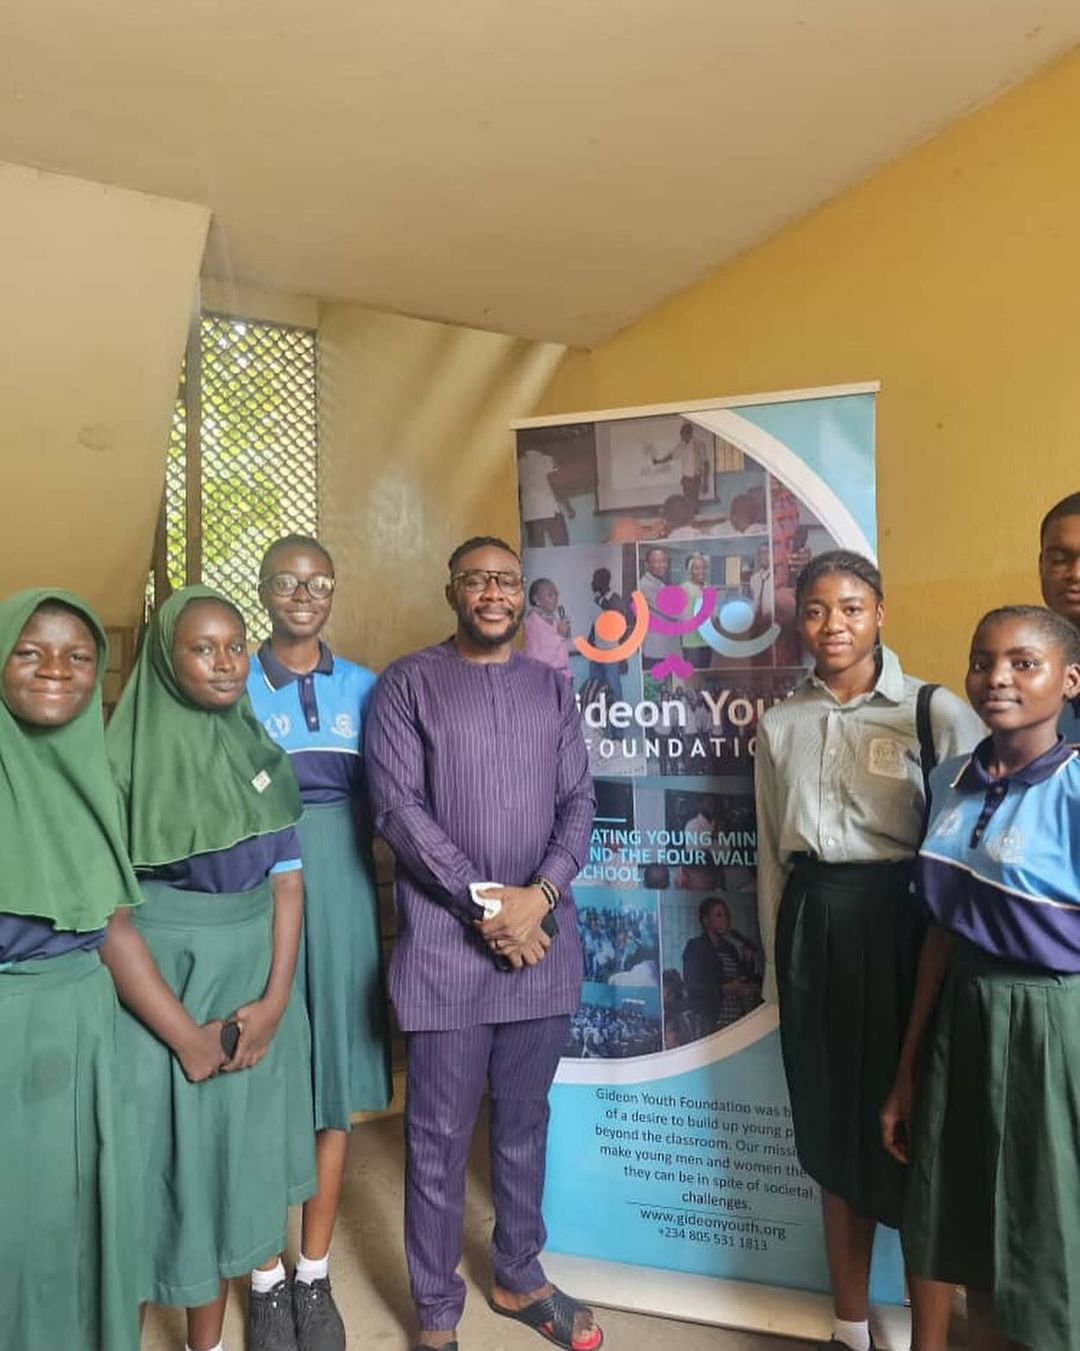 ideon You
FOUNDATIO
ATING YOUNG MIN
ND THE FOUR WAL
SCHOOL
Gideon Youth Foundation was b
of a desire to build up young p
beyond the classroom. Our missi
make young men and women the
they can be in spite of societal
challenges.
www.gideonyouth.org
+234 805 531 1813